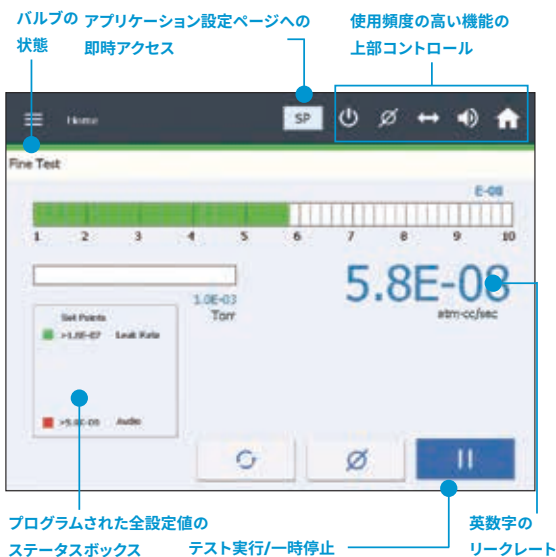 バルブの
状態
アプリケーション設定ページへの
即時アクセス
使用頻度の高い機能の
上部コントロール
Home
SP
Fine Test
E-08
1 2 3 4 5 6 7 8 9 10
1.0E-03
Torr
5.8E-08
atm-cc/sec
Set Points
>1.0E-07 Leak Rate
Audio
プログラムされた全設定値の
ステータスボックス
テスト実行/一時停止
英数字の
リークレート